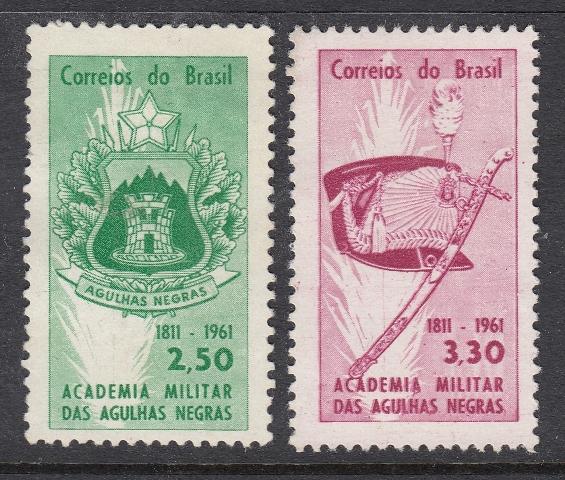 Correios do Brasil
AGULHAS NEGRAS
1811 - 1961
2,50
ACADEMIA MILITAR
DAS AGULHAS NEGRAS
Correios do Brasil
1811 - 1961
3,30
ACADEMIA MILITAR
DAS AGULHAS NEGRAS